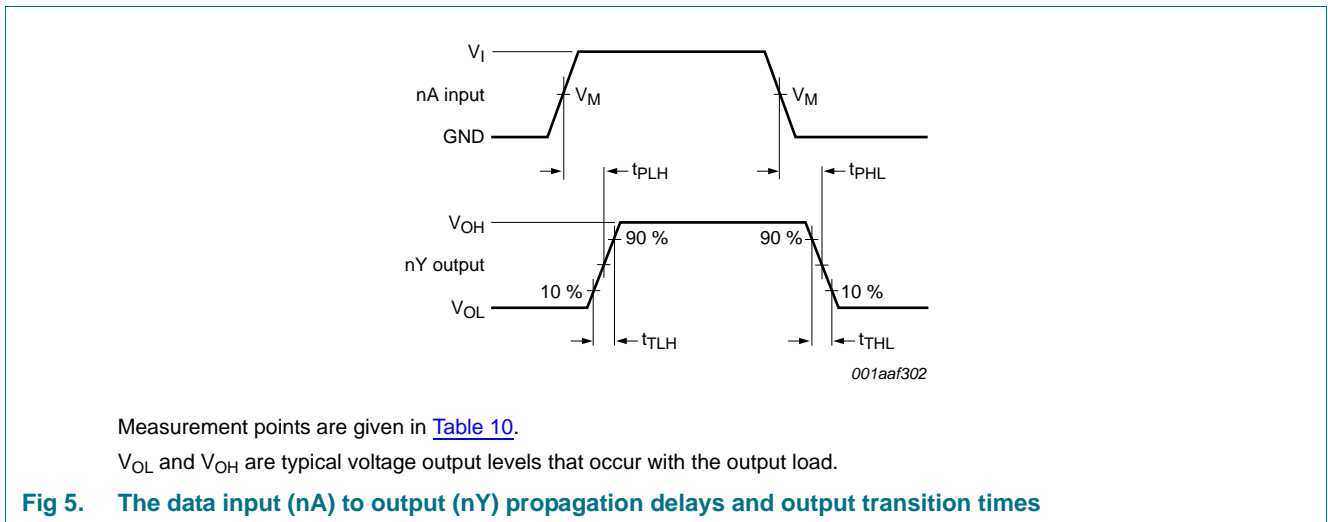 VI
nA input
VM
VM
GND
tPLH
tPHL
VOH
90 %
90 %
nY output
10 %
10 %
VOL
tTLH
tTHL
001aaf302
Measurement points are given in Table 10.
VOL and VOH are typical voltage output levels that occur with the output load.
Fig 5. The data input (nA) to output (nY) propagation delays and output transition times